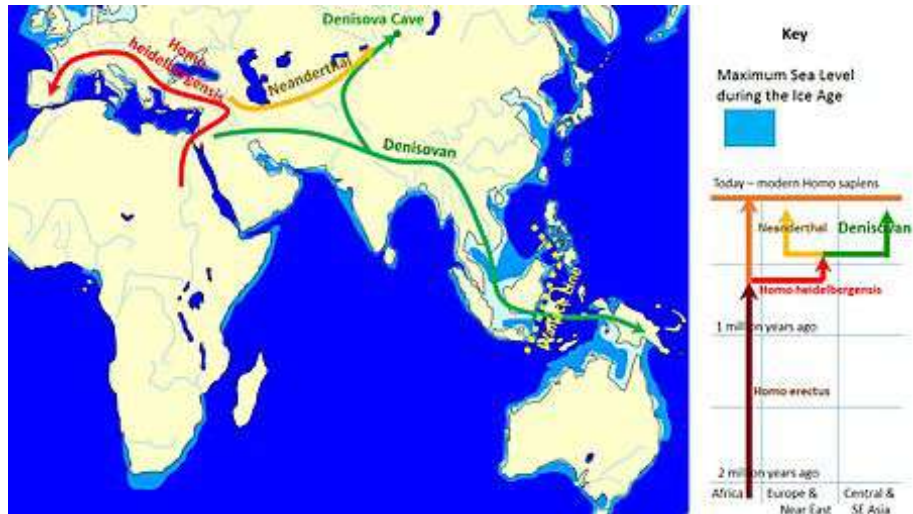 Denisova Cave
Homo
heidelbergensis
Neanderthal
Denisovan
Key
Maximum Sea Level
during the Ice Age
Today – modern Homo sapiens
Neanderthal
Denisovan
Homo heidelbergensis
1 million years ago
Homo erectus
2 million years ago
Africa
Europe &
Near East
Central &
SE Asia